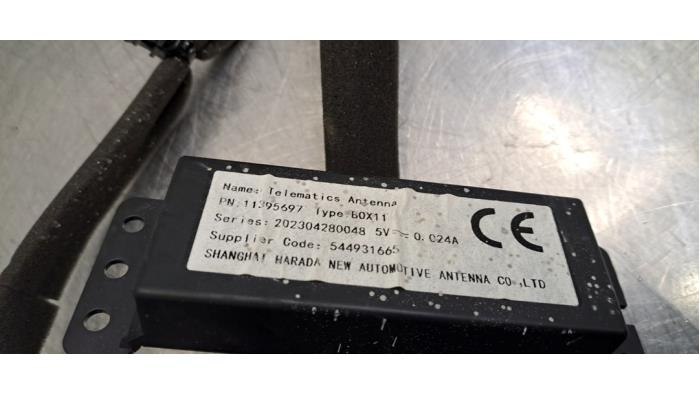 Name: Telematics Antenna
PN:11395697 Type:BOX11
Series: 202304280048 5V⎓0.024A
Supplier Code: 544931665
SHANGHAI HARADA NEW AUTOMOTIVE ANTENNA CO.,LTD
CE